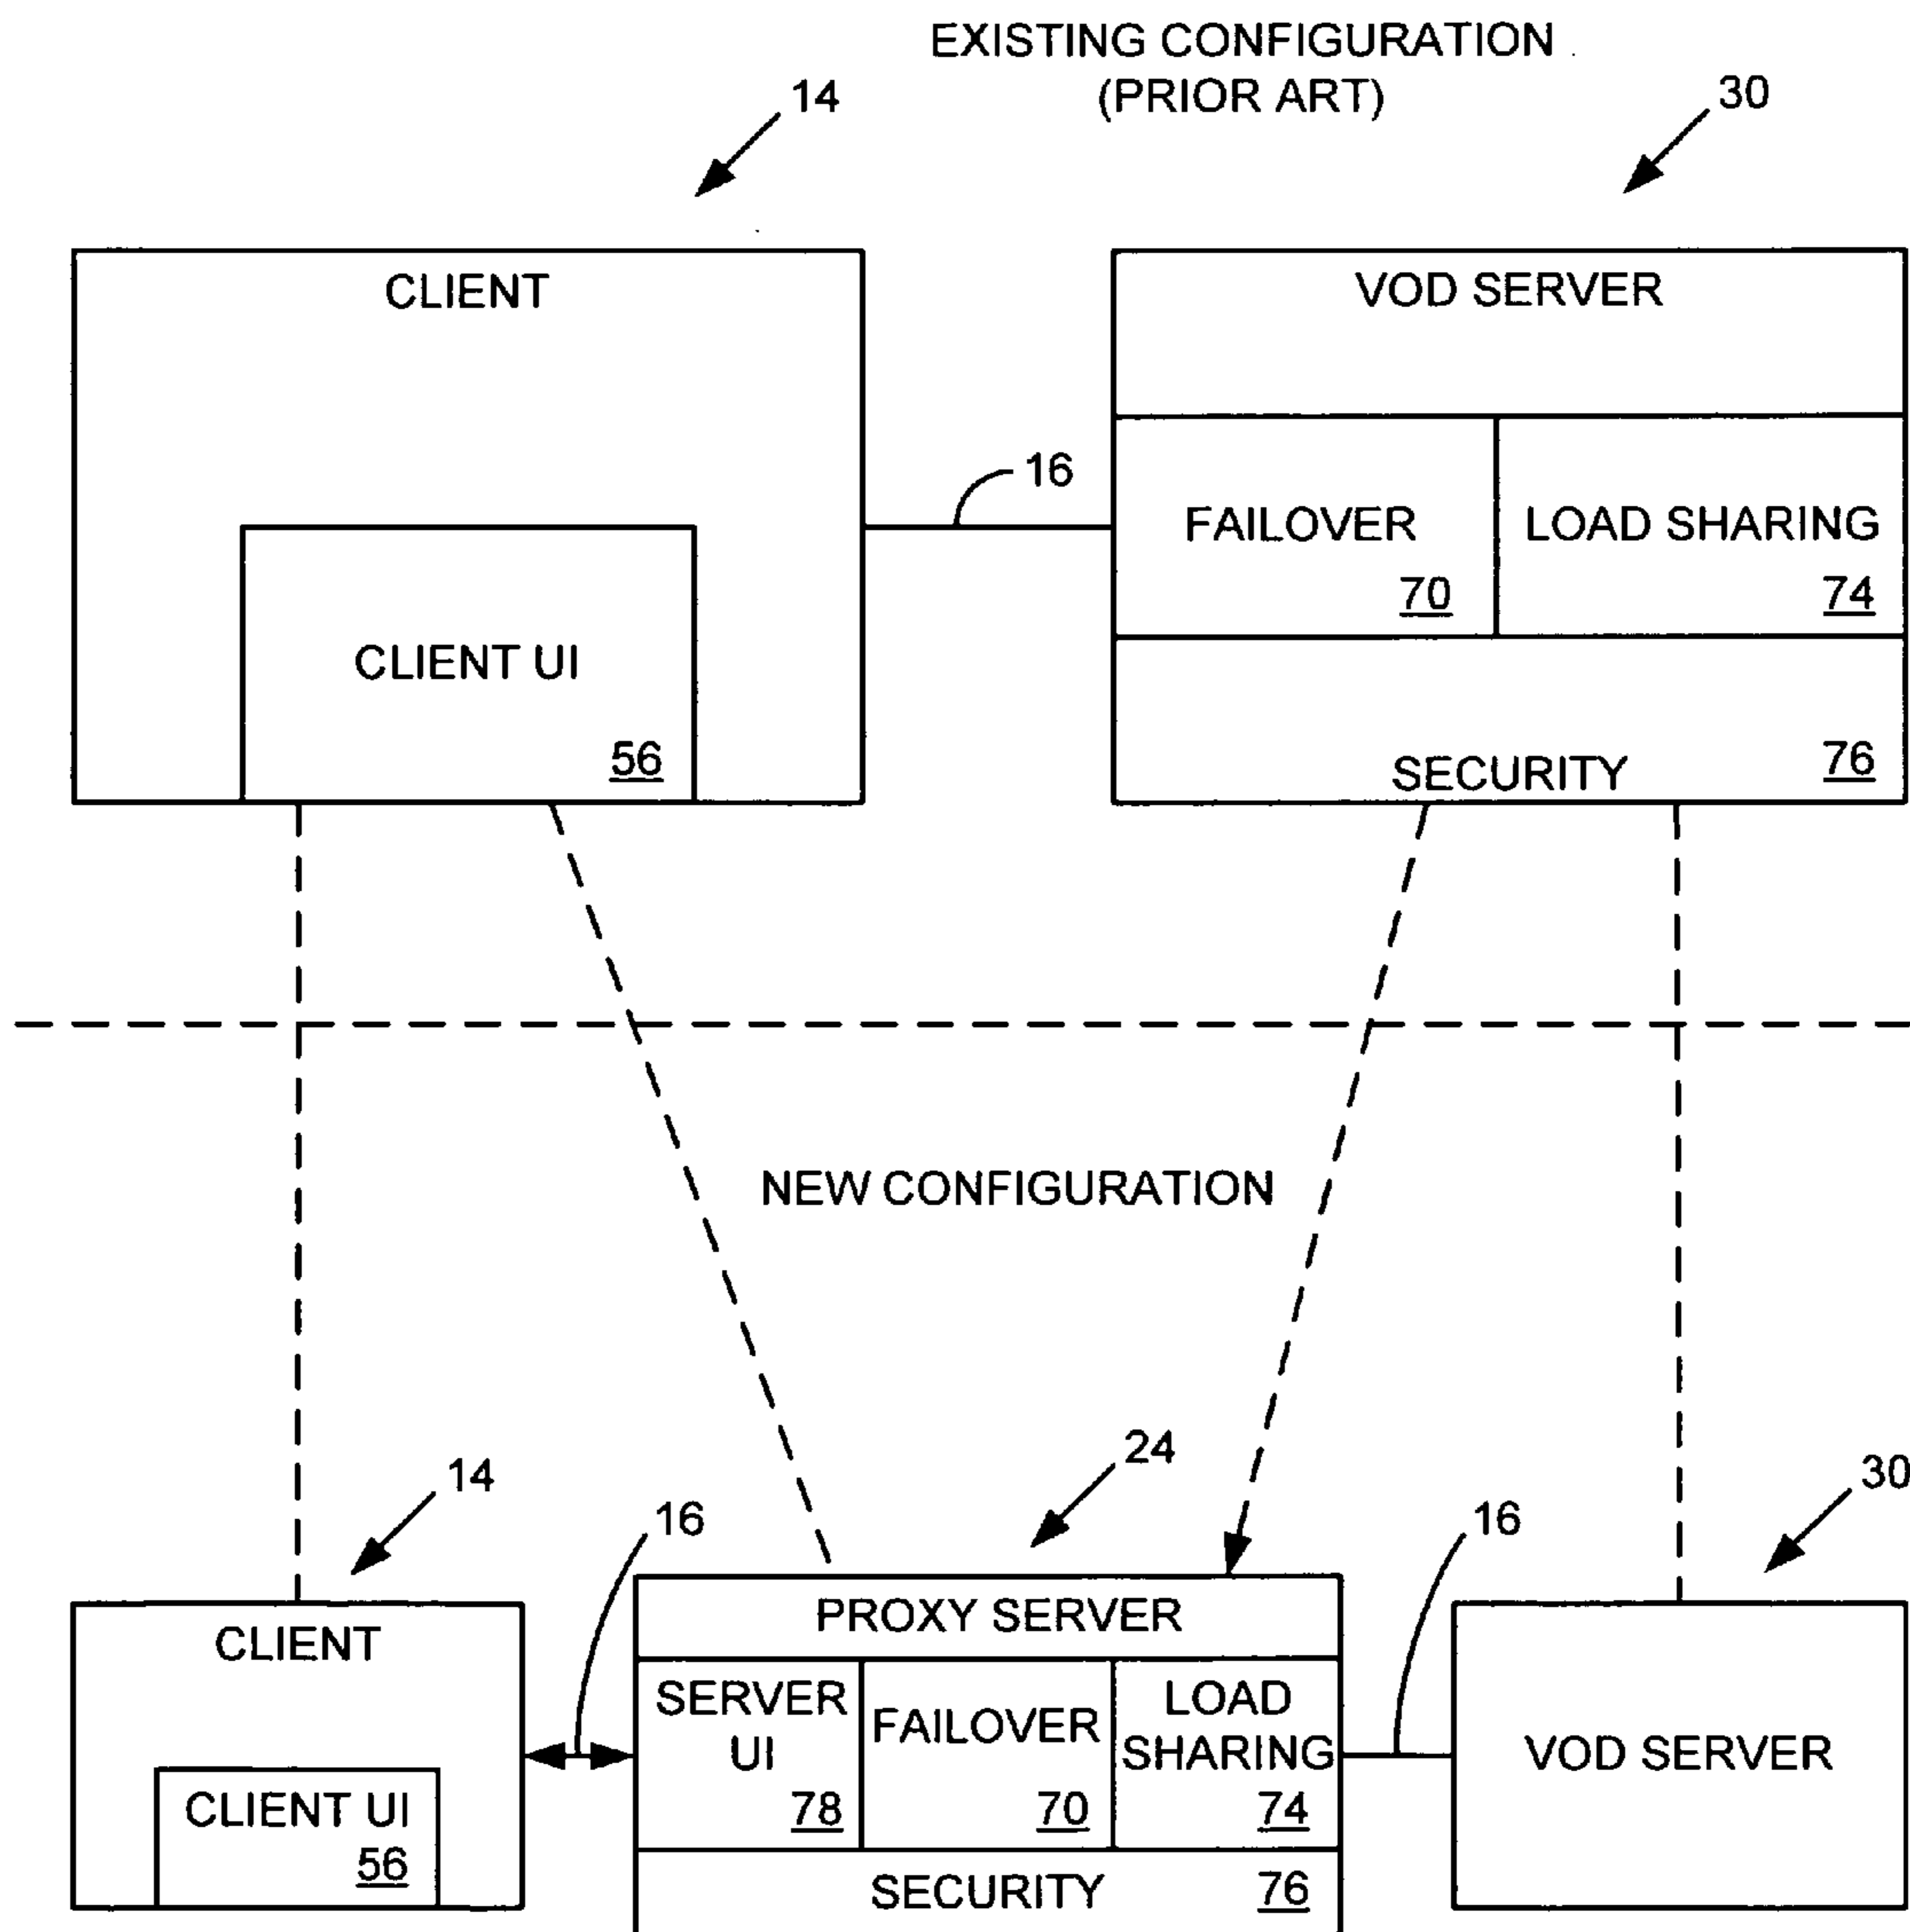 EXISTING CONFIGURATION
(PRIOR ART)
14
30
CLIENT
VOD SERVER
16
FAILOVER
70
LOAD SHARING
74
CLIENT UI
56
SECURITY
76
NEW CONFIGURATION
14
16
24
16
30
CLIENT
CLIENT UI
56
PROXY SERVER
SERVER
UI
78
FAILOVER
70
LOAD
SHARING
74
SECURITY
76
VOD SERVER